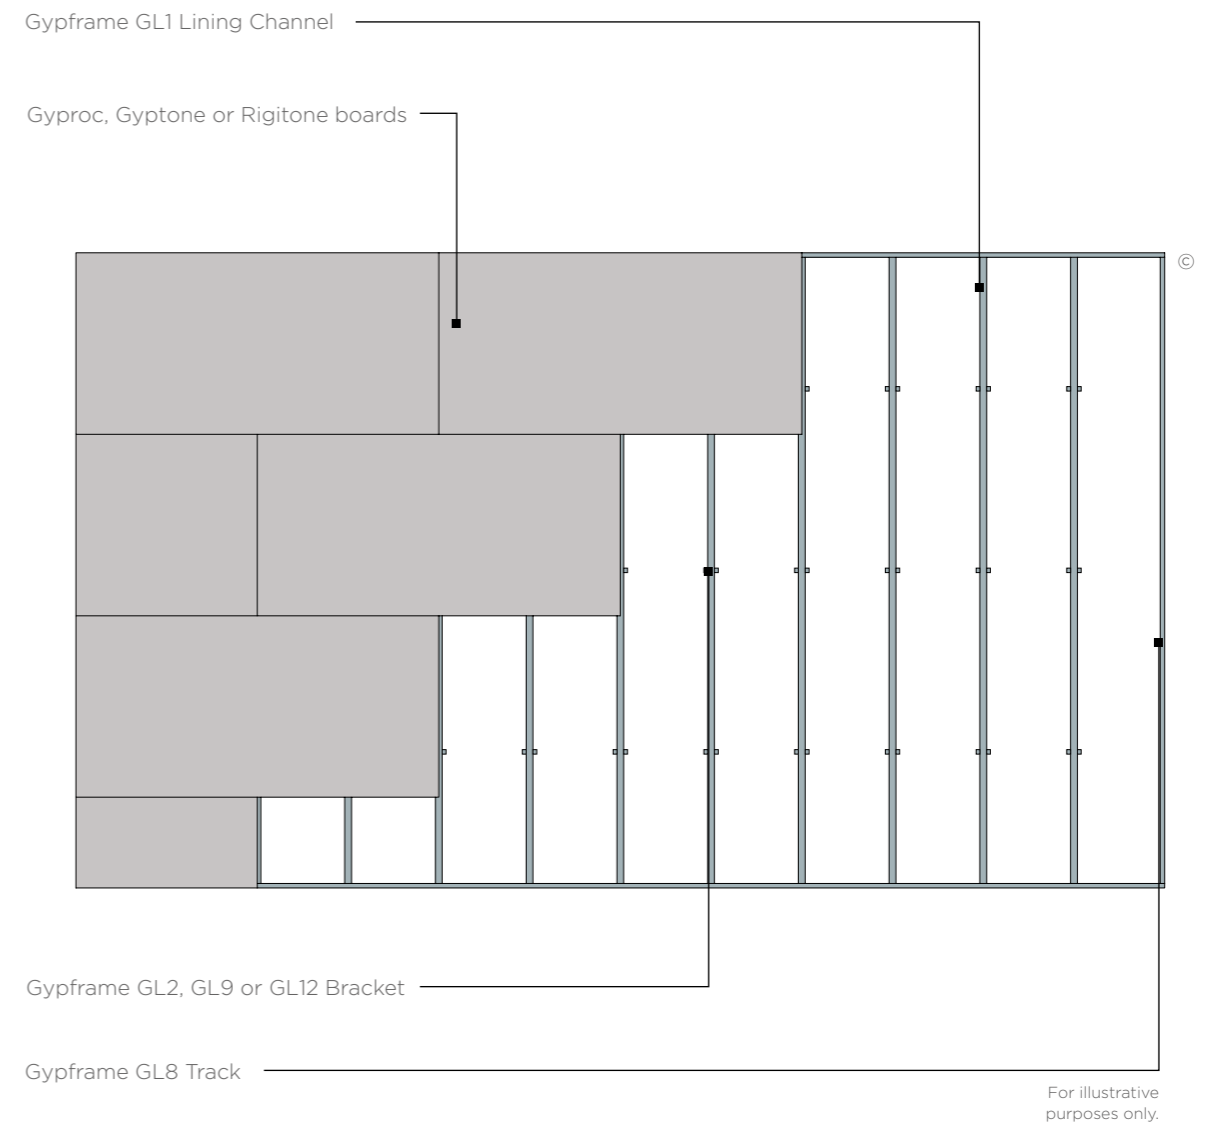 Gypframe GL1 Lining Channel
Gyproc, Gyptone or Rigitone boards
©
Gypframe GL2, GL9 or GL12 Bracket
Gypframe GL8 Track
For illustrative
purposes only.